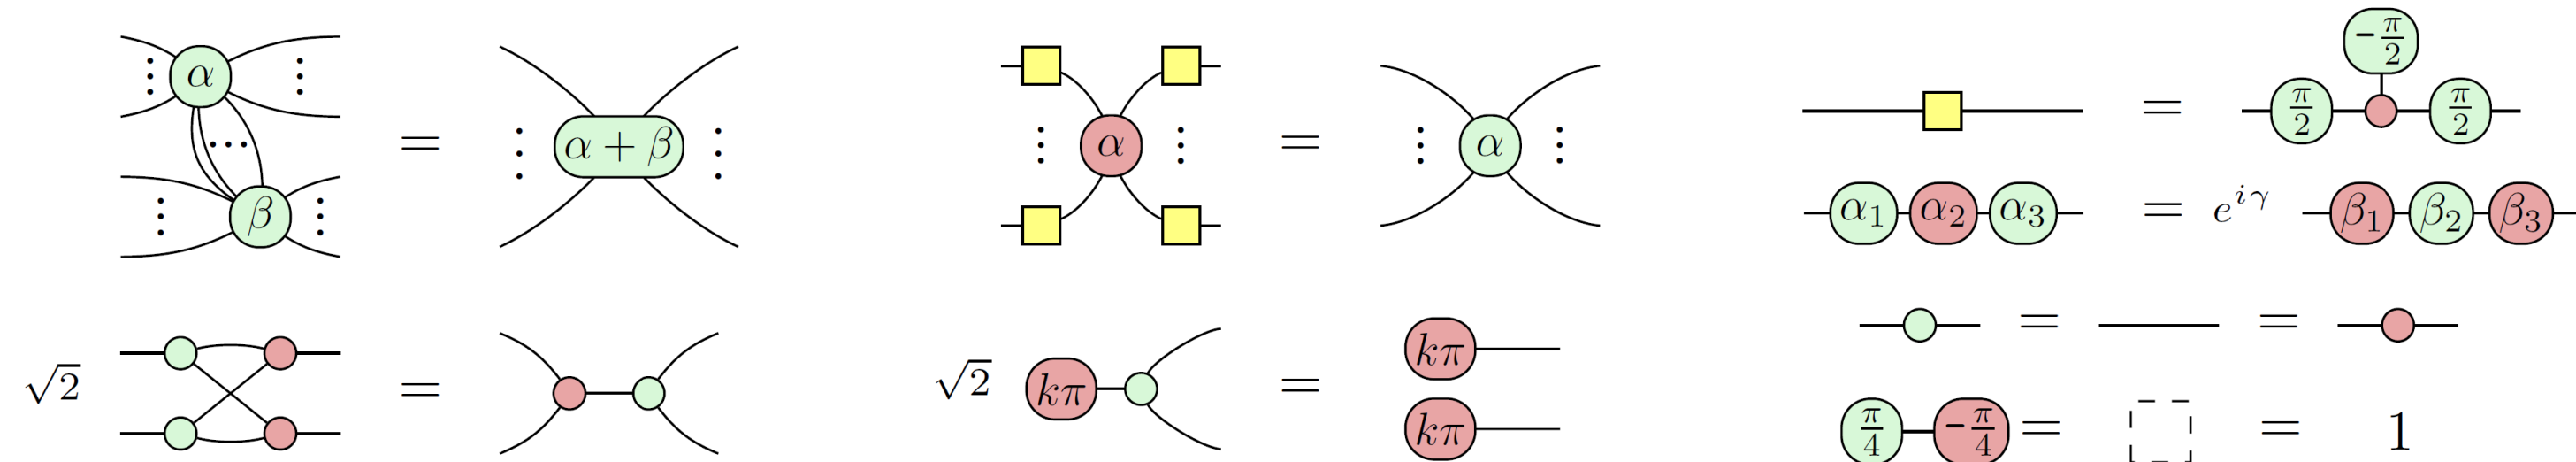 α
β
=
α + β
α
=
α
=
π/2
-π/2
π/2
α₁ α₂ α₃ = e^{iγ} β₁ β₂ β₃
√2
=
√2 kπ
=
kπ
kπ
= =
π/4 -π/4 = = 1